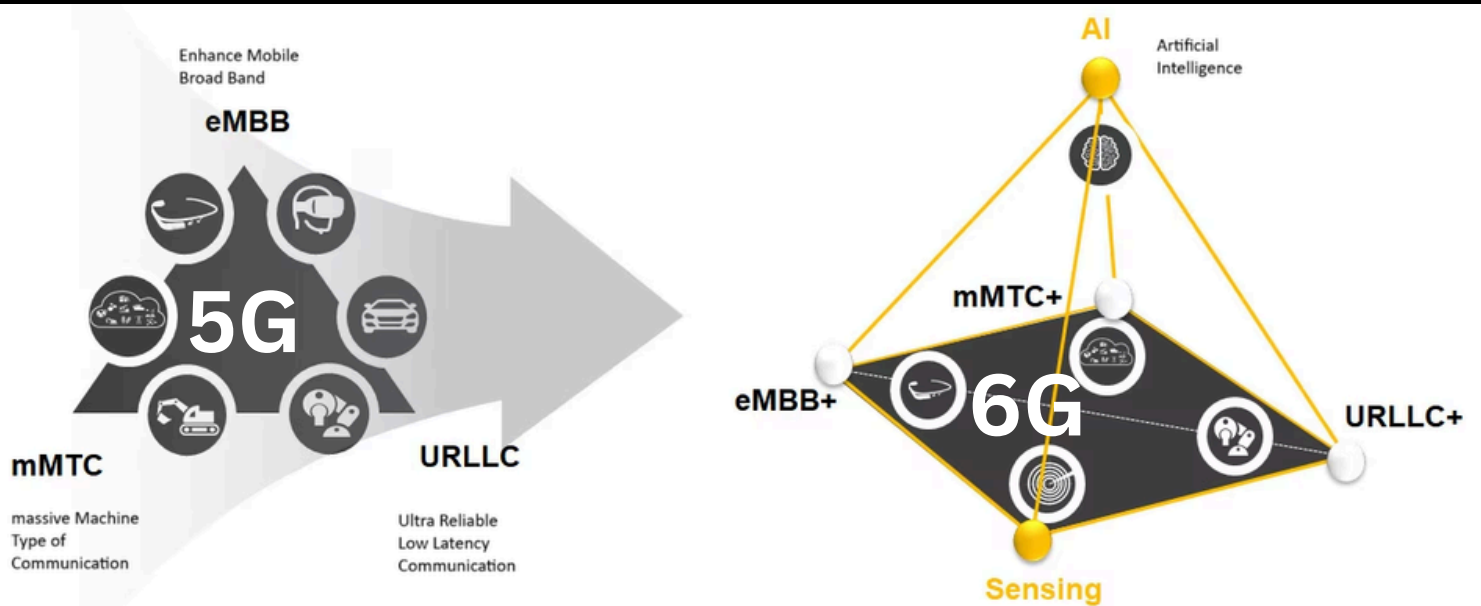 Enhance Mobile
Broad Band
eMBB
5G
mMTC
massive Machine
Type of
Communication
URLLC
Ultra Reliable
Low Latency
Communication
AI
Artificial
Intelligence
mMTC+
eMBB+
6G
URLLC+
Sensing